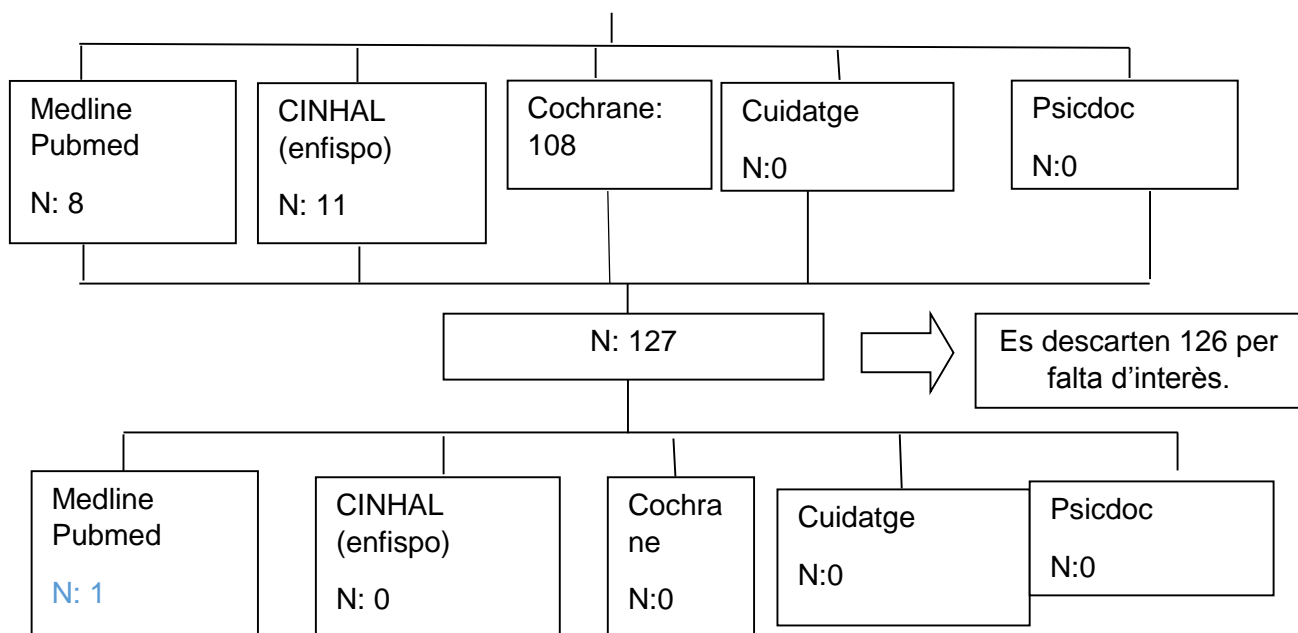 Medline
Pubmed
N: 8
CINHAL
(enfispo)
N: 11
Cochrane:
108
Cuidatge
N:0
Psicdoc
N:0
N: 127
Es descarten 126 per
falta d’interès.
Medline
Pubmed
N: 1
CINHAL
(enfispo)
N: 0
Cochra
ne
N:0
Cuidatge
N:0
Psicdoc
N:0